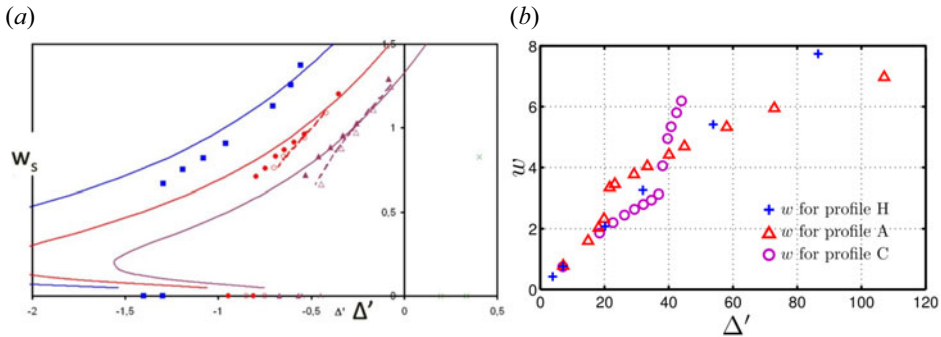 (a)
(b)
1,5
w_s
1
0,5
0
-2
-1,5
-1
-0,5
Δ′ Δ′
0
0,5
8
6
w
4
2
0
w for profile H
w for profile A
w for profile C
0 20 40 60 80 100 120
Δ′